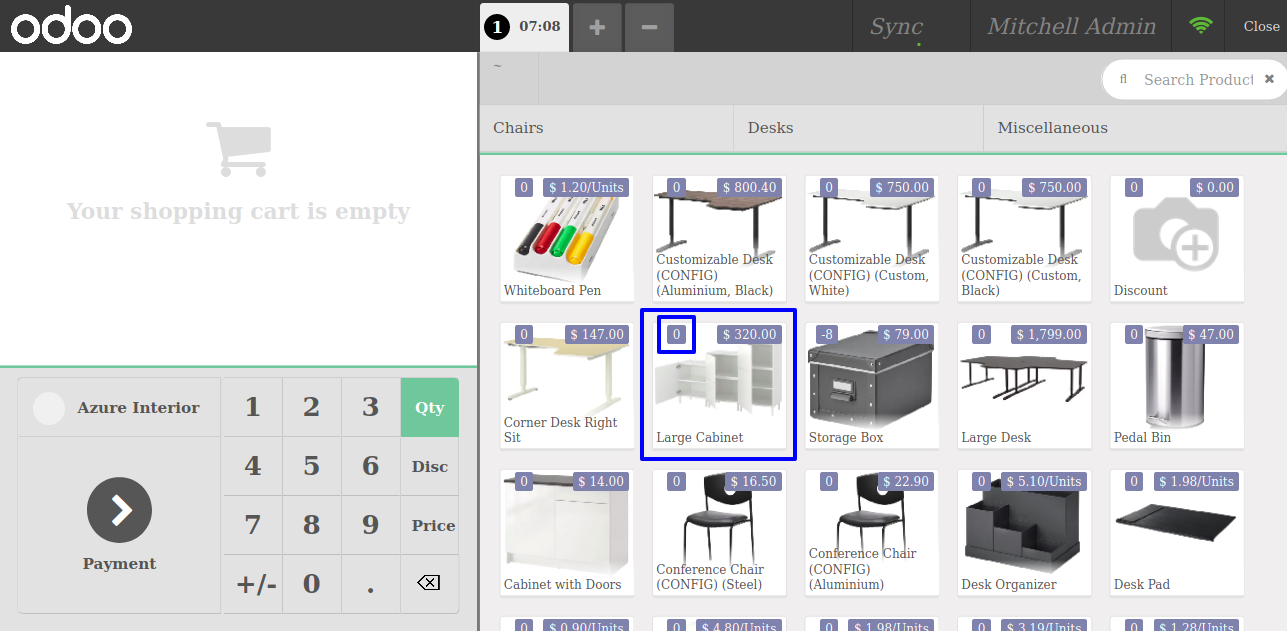 odoo
1 07:08 + −
Sync
Mitchell Admin
Close
~
Search Product
Chairs Desks Miscellaneous
Your shopping cart is empty
0 $ 1.20/Units
Whiteboard Pen
0 $ 800.40
Customizable Desk
(CONFIG)
(Aluminium, Black)
0 $ 750.00
Customizable Desk
(CONFIG) (Custom,
White)
0 $ 750.00
Customizable Desk
(CONFIG) (Custom,
Black)
0 $ 0.00
Discount
0 $ 147.00
Corner Desk Right
Sit
0 $ 320.00
Large Cabinet
-8 $ 79.00
Storage Box
0 $ 1,799.00
Large Desk
0 $ 47.00
Pedal Bin
0 $ 14.00
Cabinet with Doors
0 $ 16.50
Conference Chair
(CONFIG) (Steel)
0 $ 22.90
Conference Chair
(CONFIG)
(Aluminium)
0 $ 5.10/Units
Desk Organizer
0 $ 1.98/Units
Desk Pad
0 $ 0.90/Units
0 $ 4.80/Units
0 $ 1.98/Units
0 $ 3.19/Units
0 $ 1.28/Units
Azure Interior
Payment
1 2 3 Qty
4 5 6 Disc
7 8 9 Price
+/- 0 .